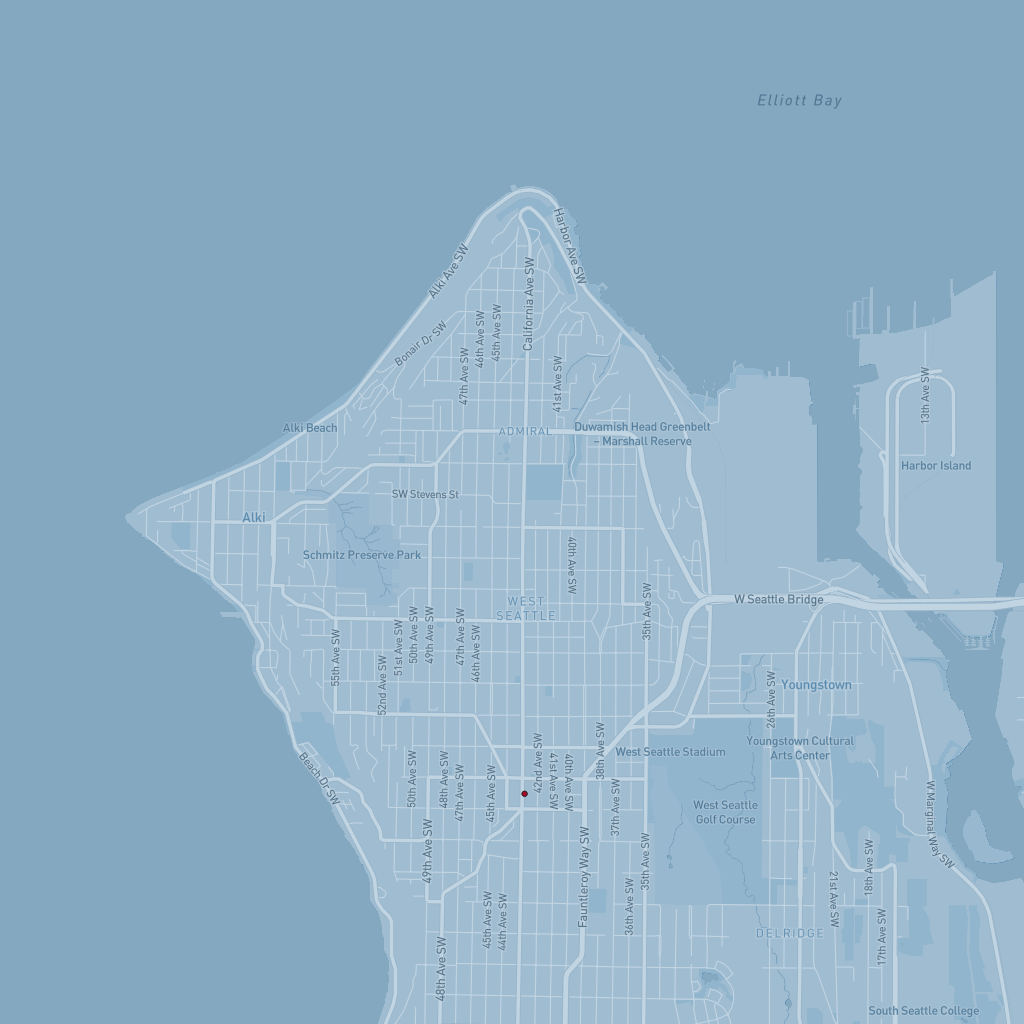 Elliott Bay
Harbor Ave SW
Alki Ave SW
California Ave SW
Bonair Dr SW
46th Ave SW
45th Ave SW
47th Ave SW
41st Ave SW
13th Ave SW
Alki Beach
ADMIRAL
Duwamish Head Greenbelt
– Marshall Reserve
Harbor Island
SW Stevens St
Alki
Schmitz Preserve Park
40th Ave SW
35th Ave SW
W Seattle Bridge
WEST
SEATTLE
55th Ave SW
52nd Ave SW
51st Ave SW
50th Ave SW
49th Ave SW
47th Ave SW
46th Ave SW
26th Ave SW
Youngstown
Youngstown Cultural
Arts Center
West Seattle Stadium
Beach Dr SW
50th Ave SW
48th Ave SW
47th Ave SW
45th Ave SW
42nd Ave SW
41st Ave SW
40th Ave SW
38th Ave SW
37th Ave SW
West Seattle
Golf Course
W Marginal Way SW
49th Ave SW
Fauntleroy Way SW
35th Ave SW
36th Ave SW
45th Ave SW
44th Ave SW
48th Ave SW
21st Ave SW
18th Ave SW
17th Ave SW
DELRIDGE
South Seattle College